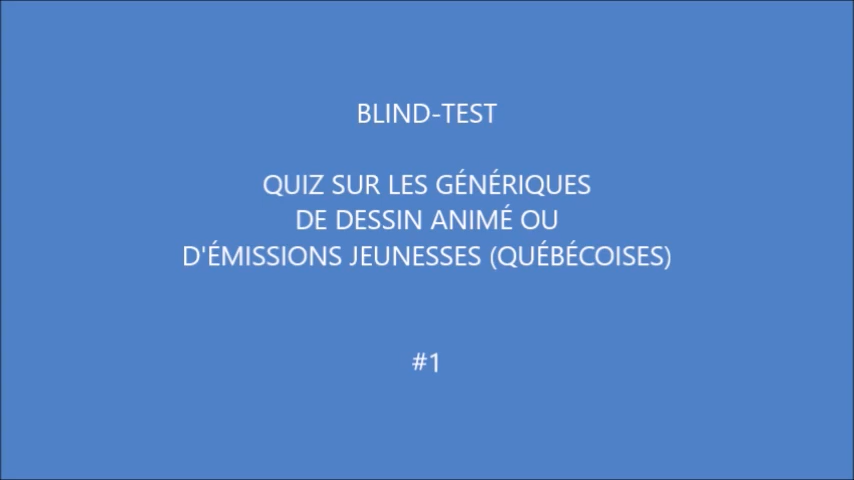 BLIND-TEST
QUIZ SUR LES GÉNÉRIQUES
DE DESSIN ANIMÉ OU
D'ÉMISSIONS JEUNESSES (QUÉBÉCOISES)
#1